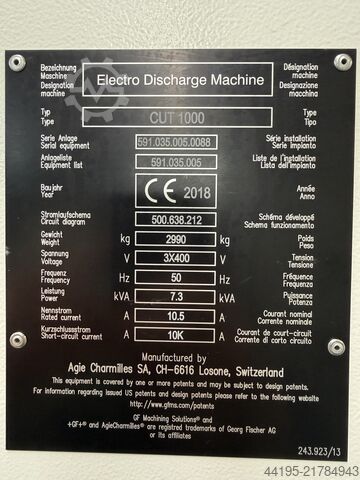 Bezeichnung Maschine Designation machine Electro Discharge Machine Désignation machine Designazione macchina
Typ Type CUT 1000 Type Tipo
Serie Anlage Serial equipment 591.035.005.0088 Série installation Serie impianto
Anlageliste Equipment list 591.035.005 Liste de l'installation Lista dell'impianto
Baujahr Year CE 2018 Année Anno
Stromlaufschema Circuit diagram 500.638.212 Schéma développé Schema funzionamento
Gewicht Weight kg 2990 kg Poids Peso
Spannung Voltage V 3X400 V Tension Tensione
Frequenz Frequency Hz 50 Hz Fréquence Frequenza
Leistung Power kVA 7.3 kVA Puissance Potenza
Nennstrom Rated current A 10.5 A Courant nominal Corrente nominale
Kurzschlussstrom Short-circuit current A 10K A Courant de court-circuit Corrente di corto circuito
Manufactured by
Agie Charmilles SA, CH-6616 Losone, Switzerland
This equipment is covered by one or more patents and may be subject to design patents.
For information regarding issued US patents and design patents please refer to the following website
http://www.gfms.com/patents
GF Machining Solutions® and
+GF+® and AgieCharmilles® are registered trademarks of Georg Fischer AG
or its affiliates
243.923/13
44195-21784943